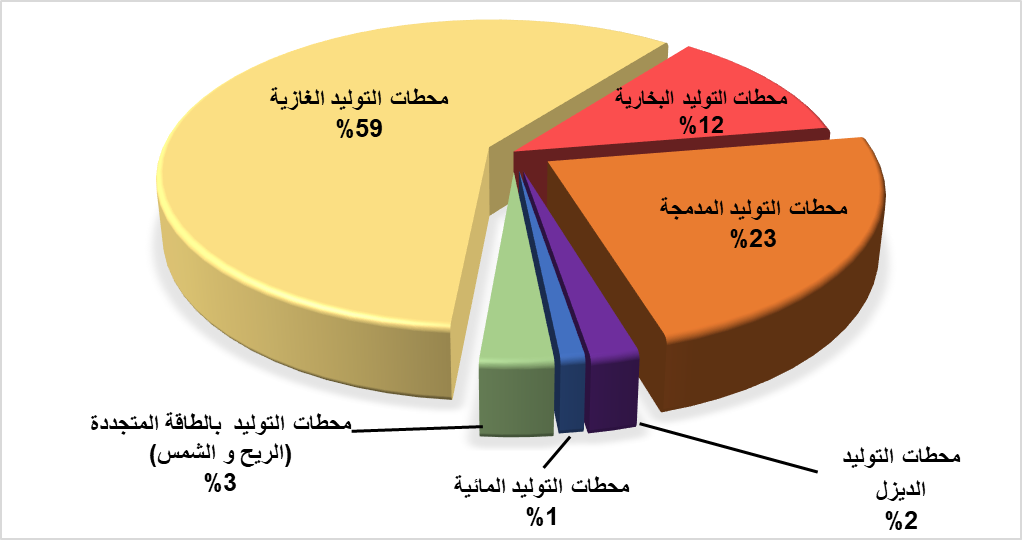 محطات التوليد الغازية
%59
محطات التوليد البخارية
%12
محطات التوليد المدمجة
%23
محطات التوليد بالطاقة المتجددة
(الريح و الشمس)
%3
محطات التوليد المائية
%1
محطات التوليد
الديزل
%2